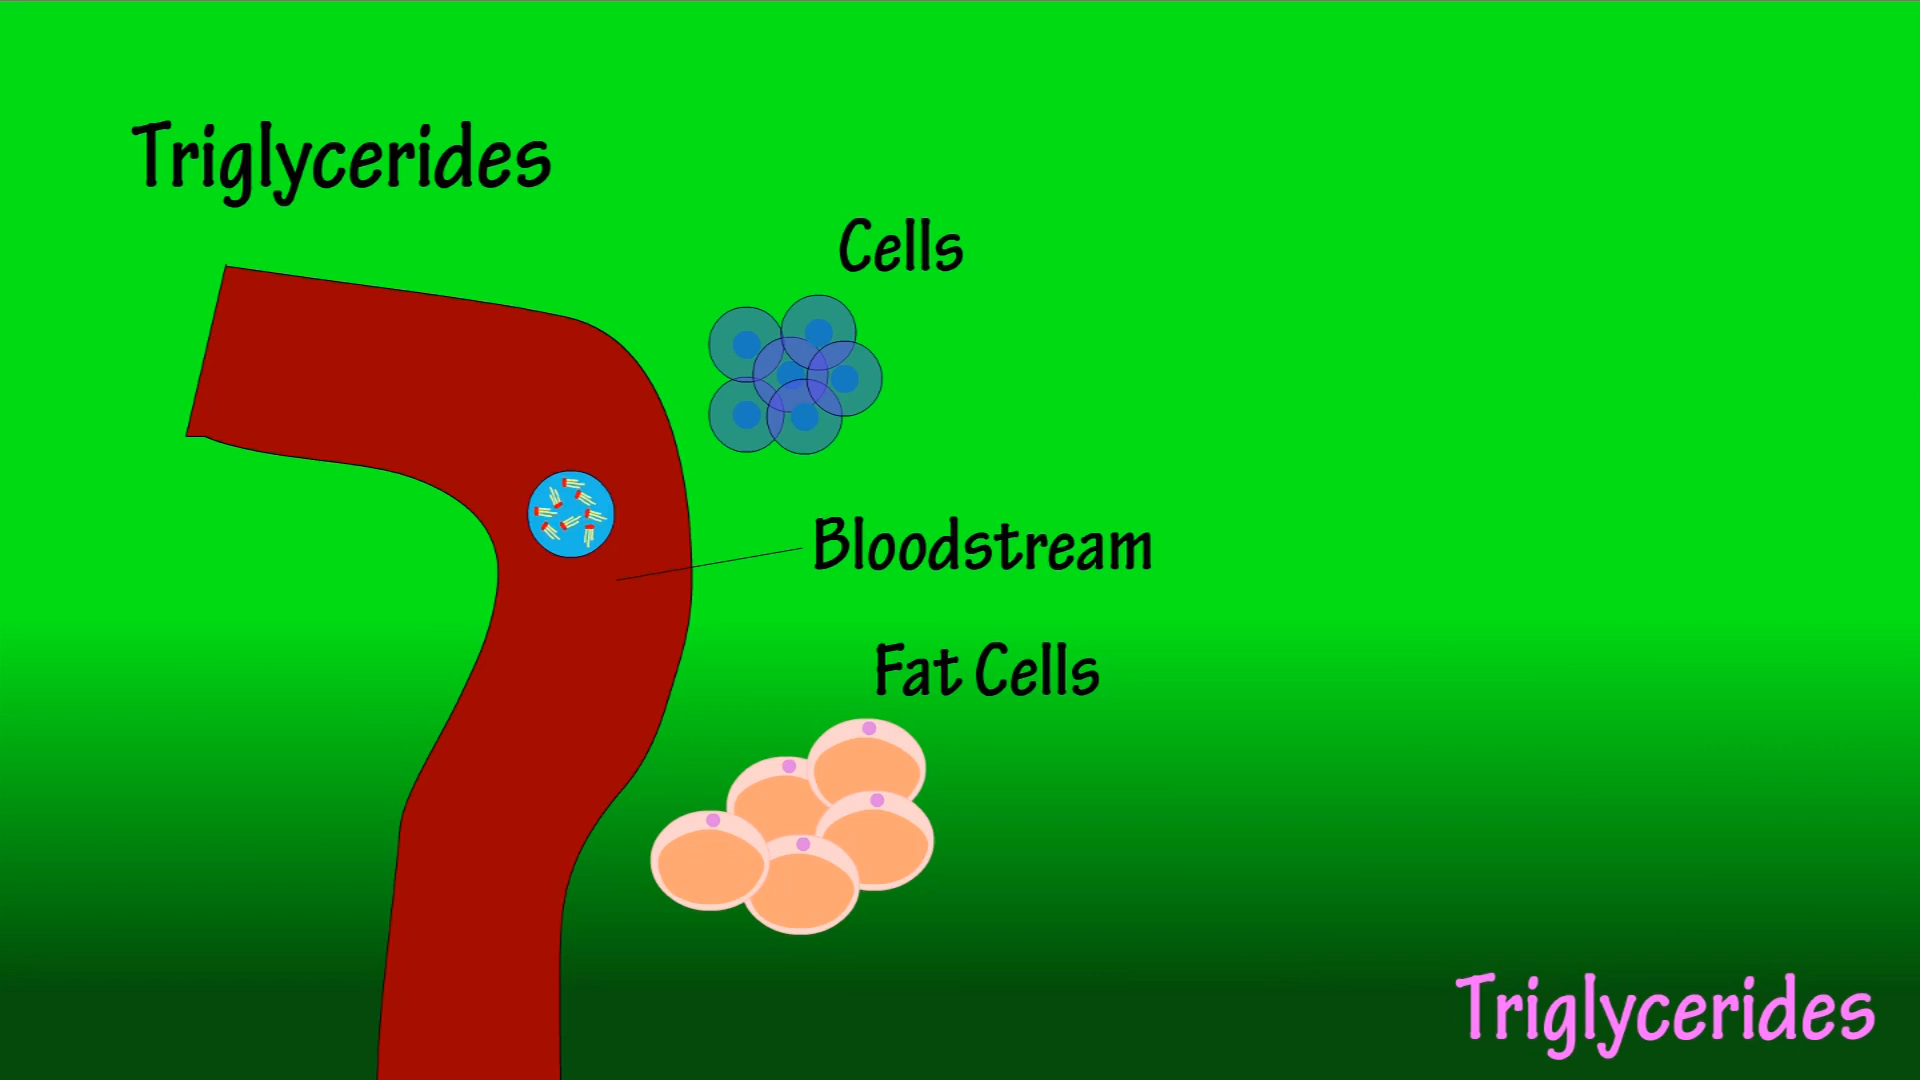 Triglycerides
Cells
Bloodstream
Fat Cells
Triglycerides